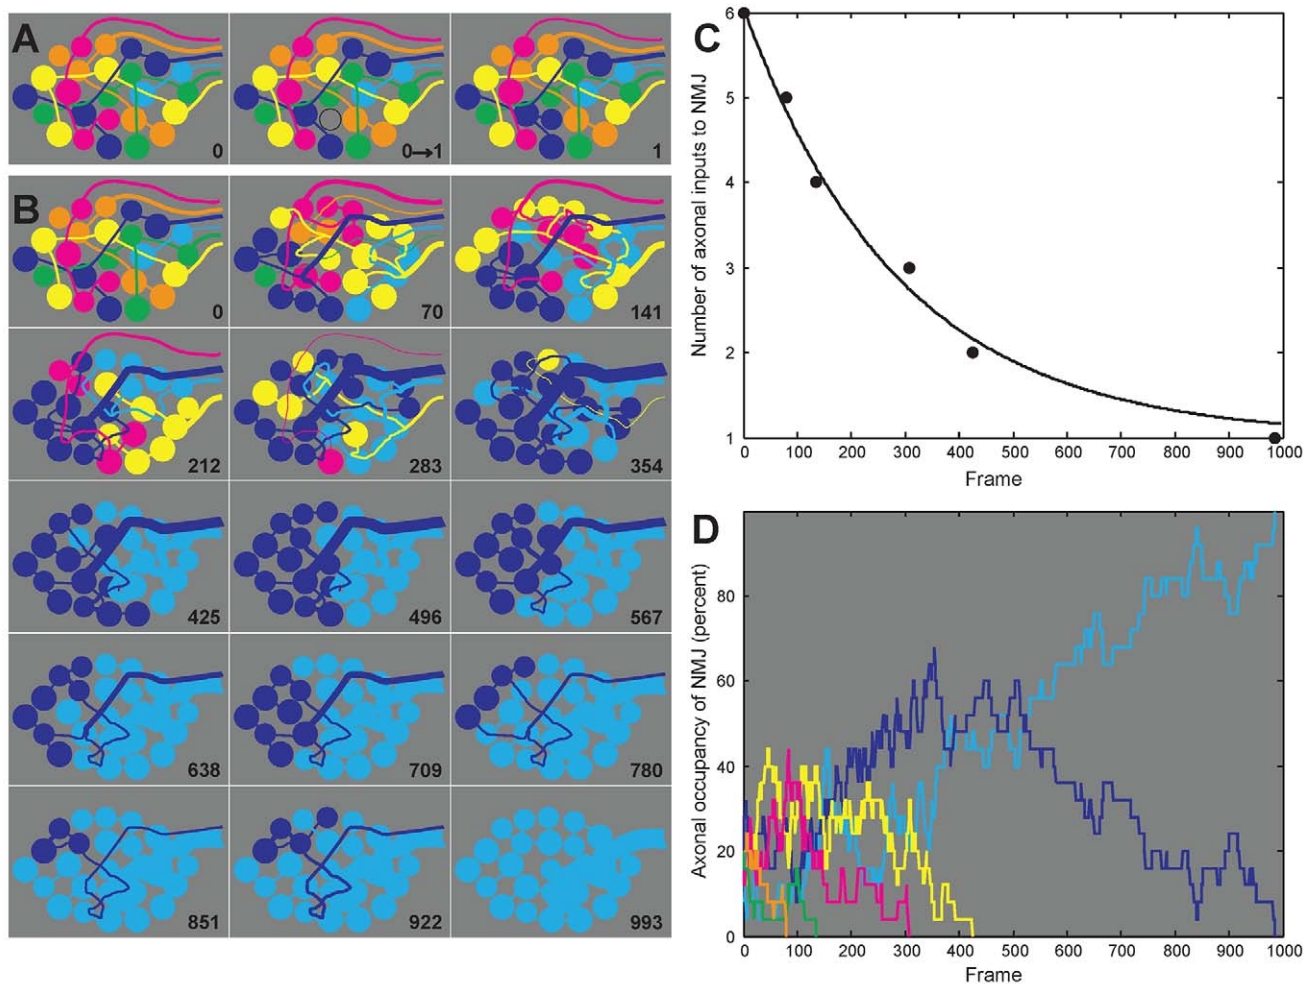 A
0
0→1
1
B
0
70
141
212
283
354
425
496
567
638
709
780
851
922
993
C
Number of axonal inputs to NMJ
6
5
4
3
2
1
0 100 200 300 400 500 600 700 800 900 1000
Frame
D
Axonal occupancy of NMJ (percent)
80
60
40
20
0
0 100 200 300 400 500 600 700 800 900 1000
Frame